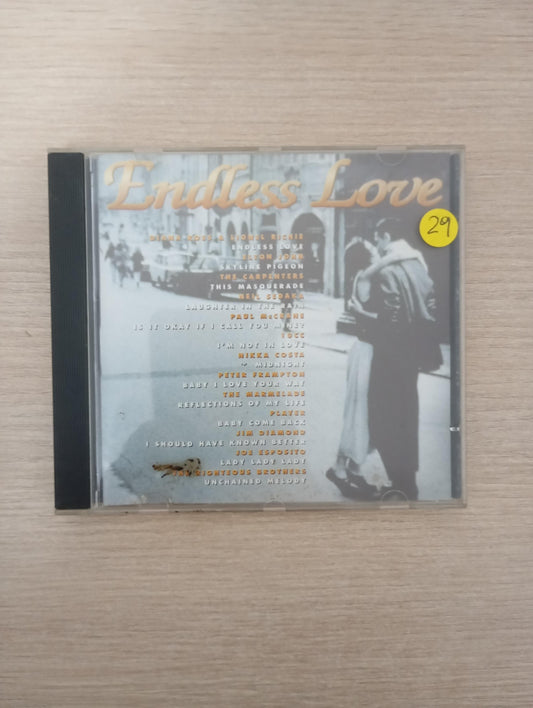 Endless Love
29
DIANA ROSS & LIONEL RICHIE
ENDLESS LOVE
ELTON JOHN
SKYLINE PIGEON
THE CARPENTERS
THIS MASQUERADE
NEIL SEDAKA
LAUGHTER IN THE RAIN
PAUL McCRANE
IS IT OKAY IF I CALL YOU MINE?
10CC
I'M NOT IN LOVE
NIKKA COSTA
MIDNIGHT
PETER FRAMPTON
BABY I LOVE YOUR WAY
THE MARMELADE
REFLECTIONS OF MY LIFE
PLAYER
BABY COME BACK
JIM DIAMOND
I SHOULD HAVE KNOWN BETTER
JOE ESPOSITO
LADY LADY LADY
RIGHTEOUS BROTHERS
UNCHAINED MELODY